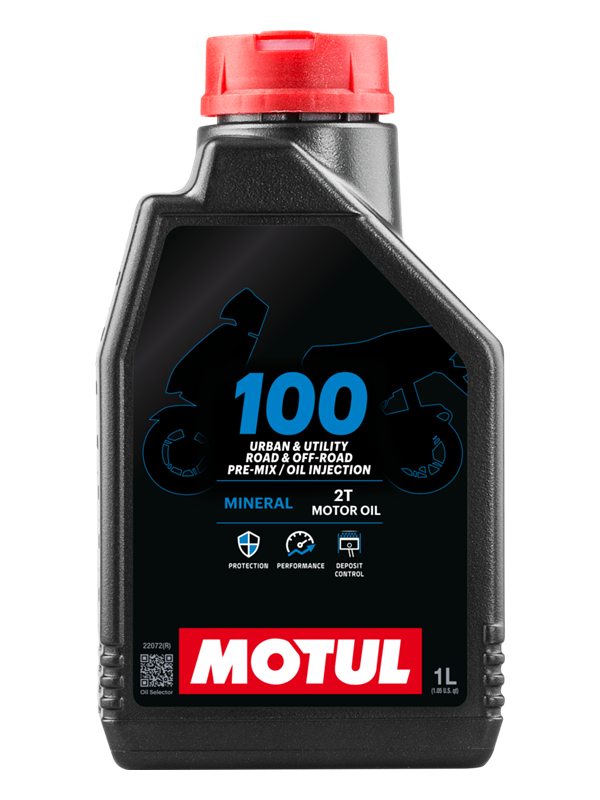 100
URBAN & UTILITY
ROAD & OFF-ROAD
PRE-MIX / OIL INJECTION
MINERAL
2T
MOTOR OIL
PROTECTION
PERFORMANCE
DEPOSIT
CONTROL
22072(R)
Oil Selector
MOTUL
1L
(1.05 U.S. qt)